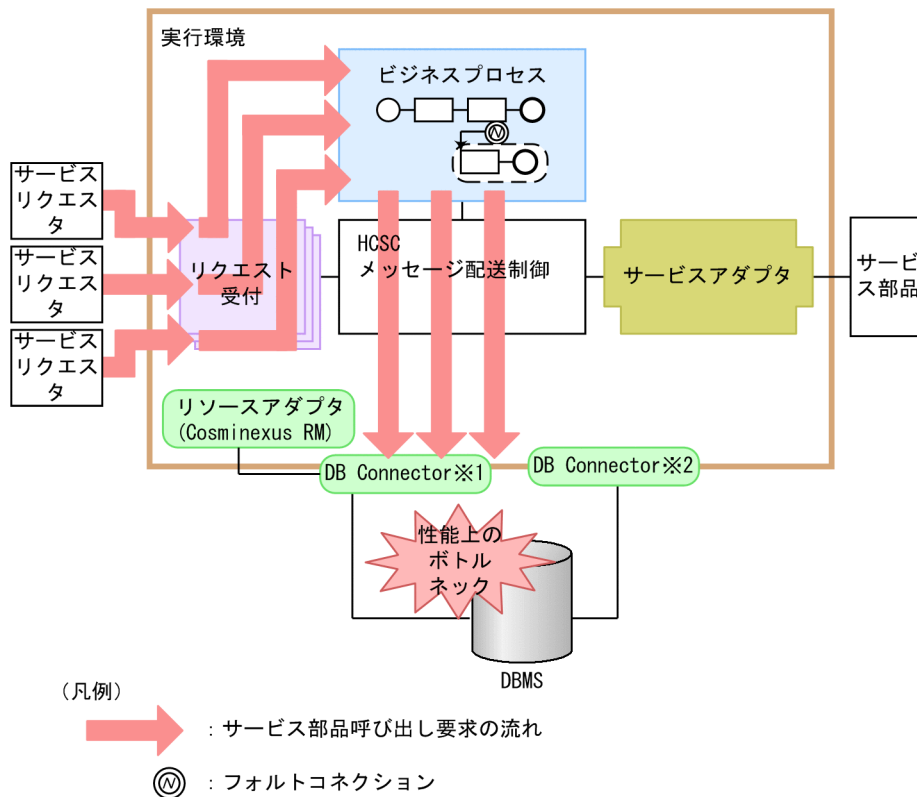 実行環境
ビジネスプロセス
サービス
リクエス
タ
サービス
リクエス
タ
サービス
リクエス
タ
リクエスト
受付
HCSC
メッセージ配送制御
サービスアダプタ
サービ
ス部品
リソースアダプタ
(Cosminexus RM)
DB Connector※1
DB Connector※2
性能上の
ボトル
ネック
DBMS
(凡例)
:サービス部品呼び出し要求の流れ
N
:フォルトコネクション